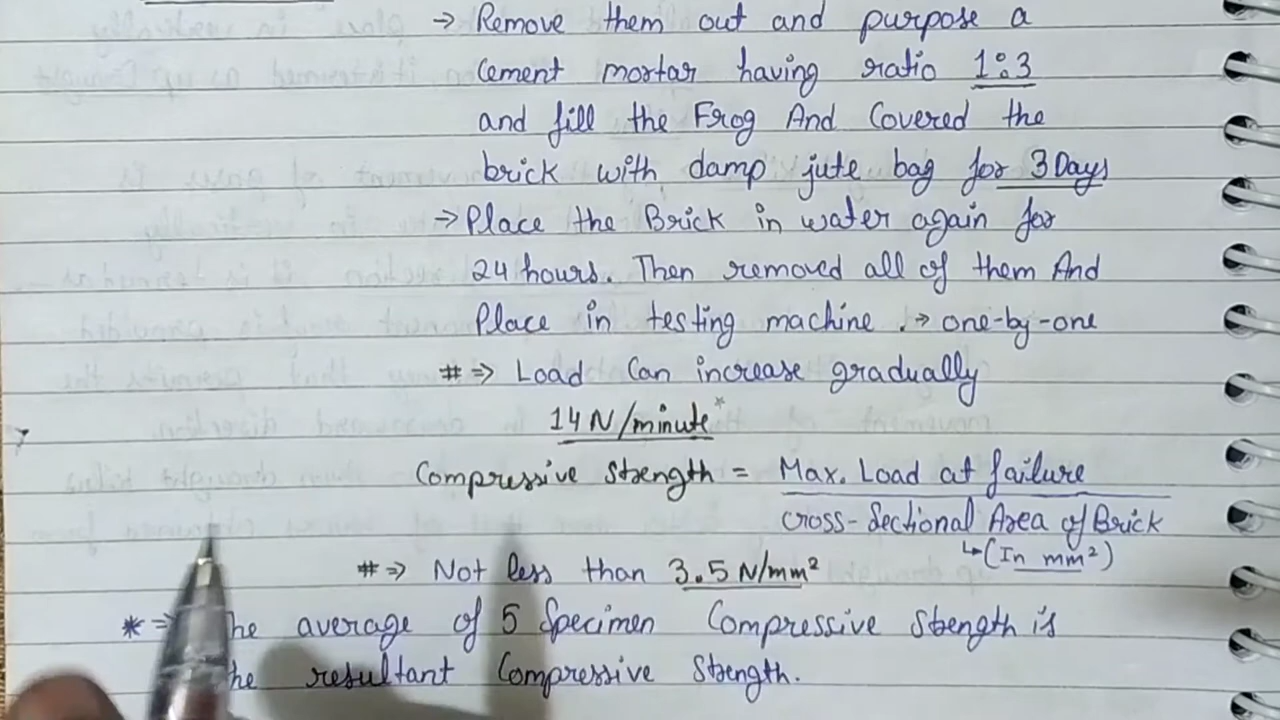 → Remove them out and purpose a
Cement mortar having ratio 1:3
and fill the Frog And Covered the
brick with damp jute bag for 3 Days
→ Place the Brick in water again for
24 hours. Then removed all of them And
Place in testing machine . → one-by-one
# ⇒ Load Can increase gradually
14 N/minute*
Compressive Strength = Max. Load at failure
Cross-Sectional Area of Brick
↳ (In mm²)
# ⇒ Not less than 3.5 N/mm²
* ⇒ The average of 5 Specimen Compressive Strength is
the resultant Compressive Strength.